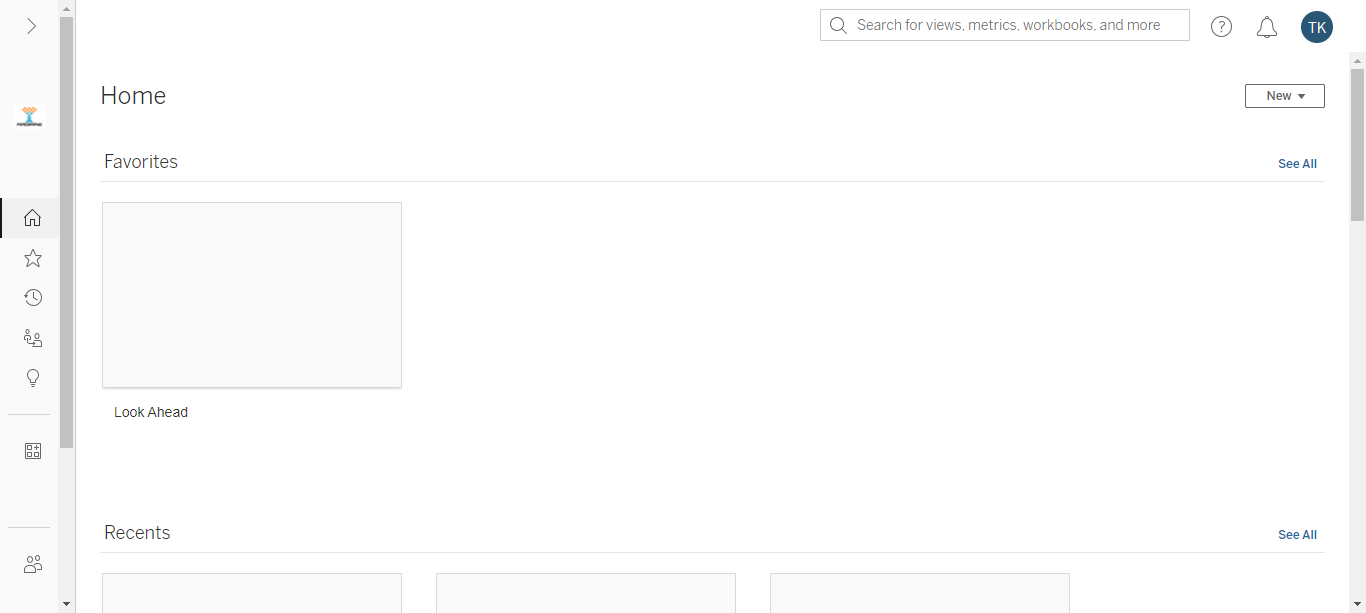 Search for views, metrics, workbooks, and more
?
TK
Home
New
Favorites
See All
Look Ahead
Recents
See All